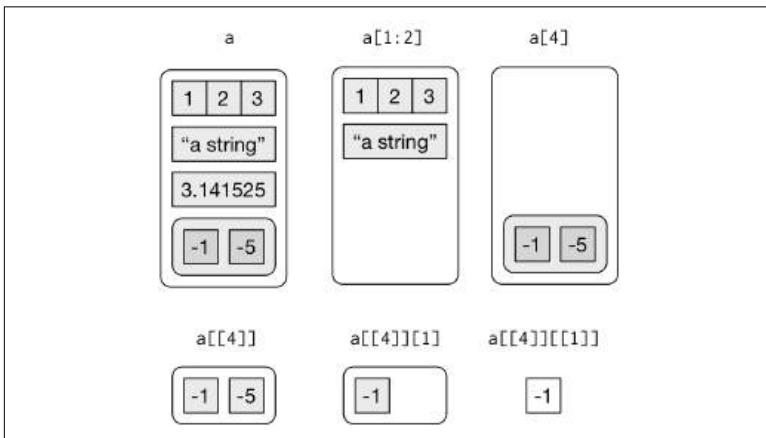 a a[1:2] a[4]
1 2 3 1 2 3
“a string” “a string”
3.141525
-1 -5 -1 -5
a[[4]] a[[4]][1] a[[4]][[1]]
-1 -5 -1 -1